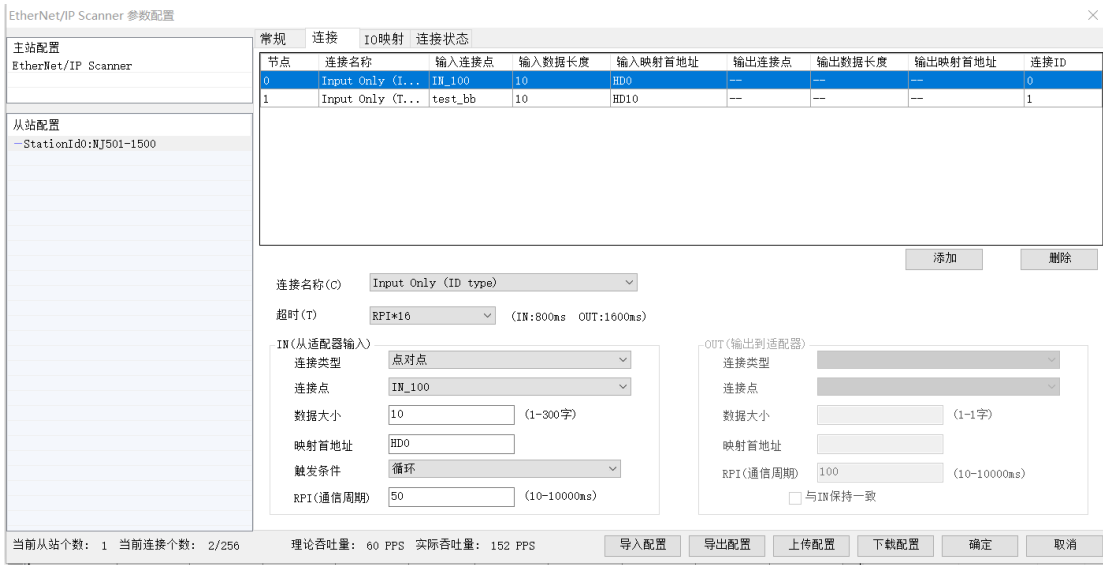 EtherNet/IP Scanner 参数配置
主站配置
EtherNet/IP Scanner
从站配置
StationId0:NJ501-1500
常规 连接 IO映射 连接状态
节点 连接名称 输入连接点 输入数据长度 输入映射首地址 输出连接点 输出数据长度 输出映射首地址 连接ID
0 Input Only (I... IN_100 10 HD0 -- -- -- 0
1 Input Only (T... test_bb 10 HD10 -- -- -- 1
添加 删除
连接名称(C) Input Only (ID type)
超时(T) RPI*16 (IN:800ms OUT:1600ms)
IN(从适配器输入)
连接类型 点对点
连接点 IN_100
数据大小 10 (1-300字)
映射首地址 HD0
触发条件 循环
RPI(通信周期) 50 (10-10000ms)
OUT(输出到适配器)
连接类型
连接点
数据大小 (1-1字)
映射首地址
RPI(通信周期) 100 (10-10000ms)
与IN保持一致
当前从站个数: 1 当前连接个数: 2/256 理论吞吐量: 60 PPS 实际吞吐量: 152 PPS 导入配置 导出配置 上传配置 下载配置 确定 取消